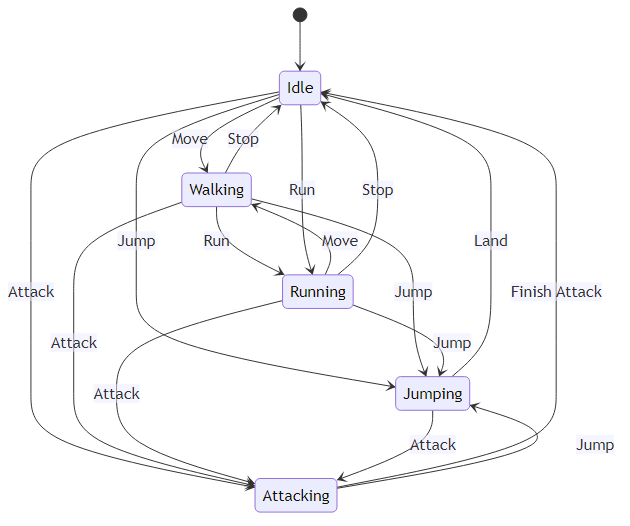 Idle
Move
Stop
Walking
Run
Stop
Jump
Run
Move
Land
Attack
Running
Jump
Finish Attack
Attack
Jump
Attack
Jumping
Attack
Jump
Attacking